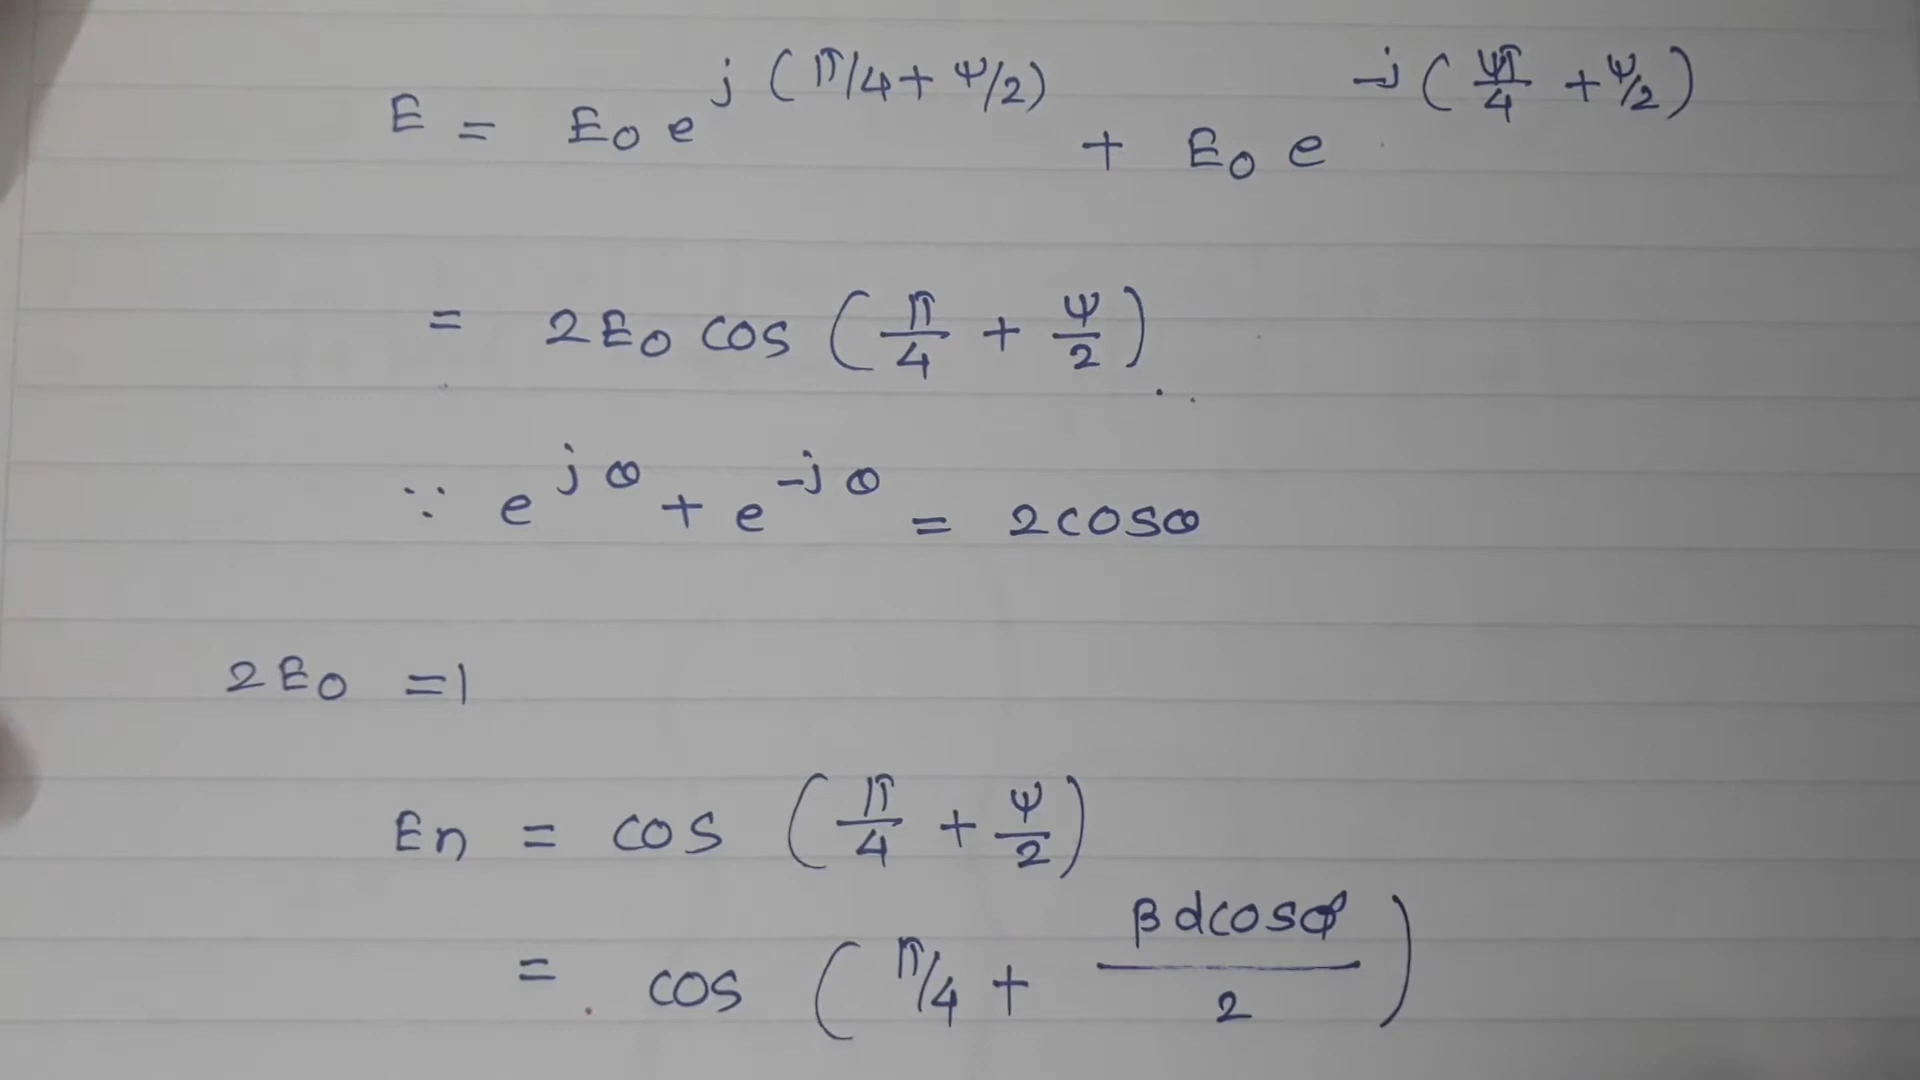 E = E₀ e^{j(π/4 + ψ/2)} + E₀ e^{-j(π/4 + ψ/2)}
= 2E₀ cos (π/4 + ψ/2)
∵ e^{jθ} + e^{-jθ} = 2cosθ
2E₀ = 1
En = cos (π/4 + ψ/2)
= cos (π/4 + βdcosφ/2)